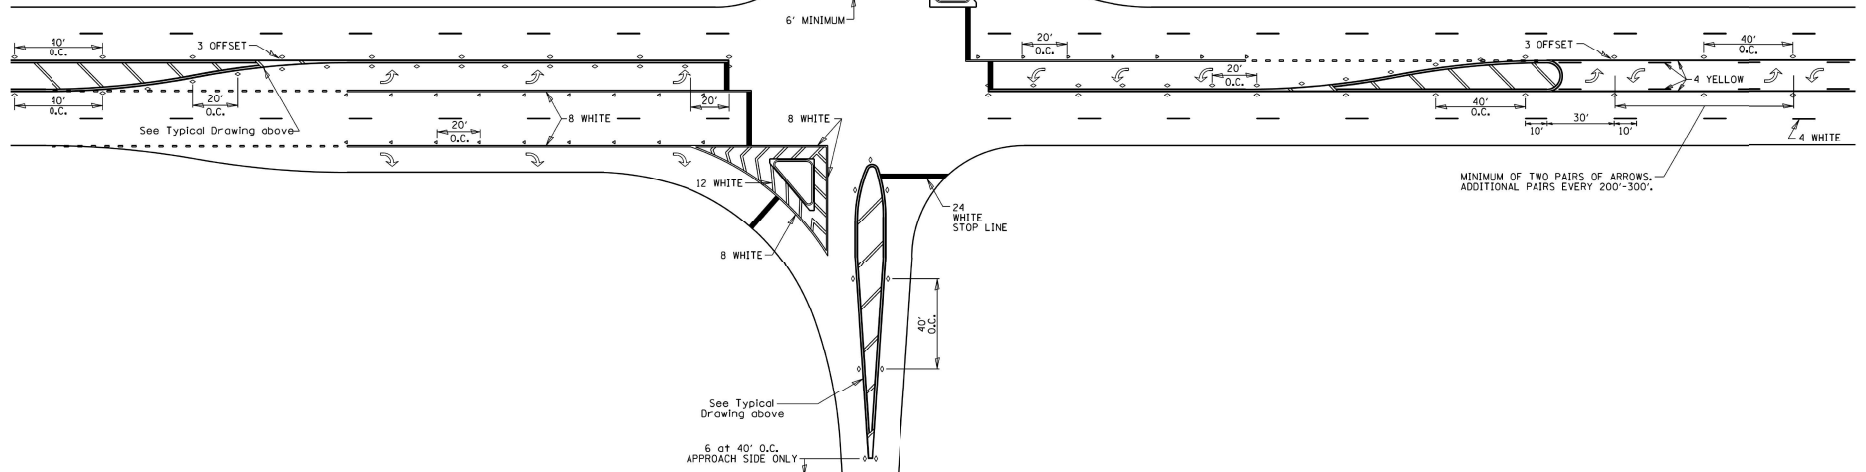 6' MINIMUM
40'
O.C.
3 OFFSET
20'
O.C.
3 OFFSET
40'
O.C.
40'
O.C.
20'
O.C.
See Typical Drawing above
20'
O.C.
8 WHITE
20'
8 WHITE
20'
O.C.
40'
O.C.
4 YELLOW
10'
30'
10'
4 WHITE
12 WHITE
8 WHITE
24
WHITE
STOP LINE
MINIMUM OF TWO PAIRS OF ARROWS.
ADDITIONAL PAIRS EVERY 200'-300'.
40'
O.C.
See Typical
Drawing above
6 at 40' O.C.
APPROACH SIDE ONLY